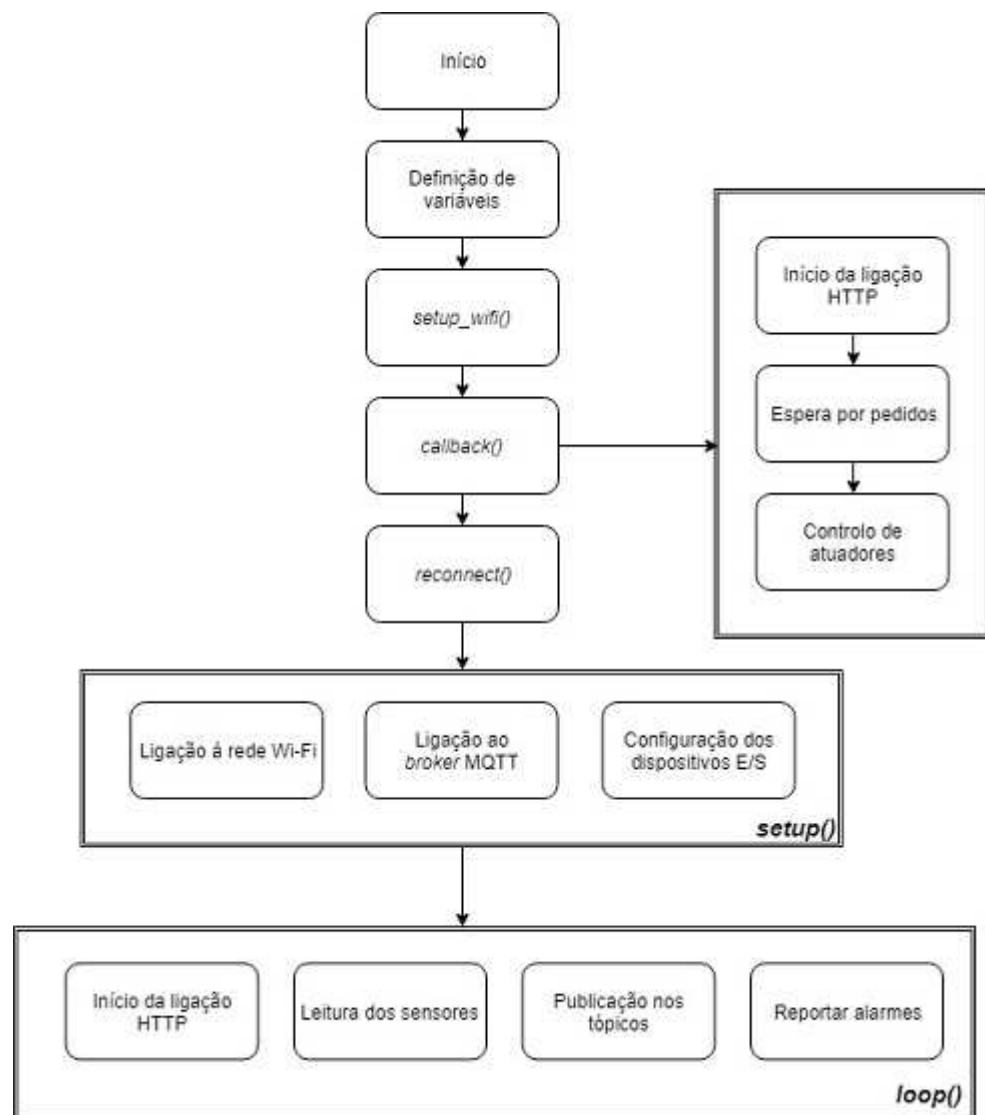 Início
Definição de
variáveis
setup_wifi()
callback()
reconnect()
Início da ligação
HTTP
Espera por pedidos
Controlo de
atuadores
Ligação á rede Wi-Fi
Ligação ao
broker MQTT
Configuração dos
dispositivos E/S
setup()
Início da ligação
HTTP
Leitura dos sensores
Publicação nos
tópicos
Reportar alarmes
loop()